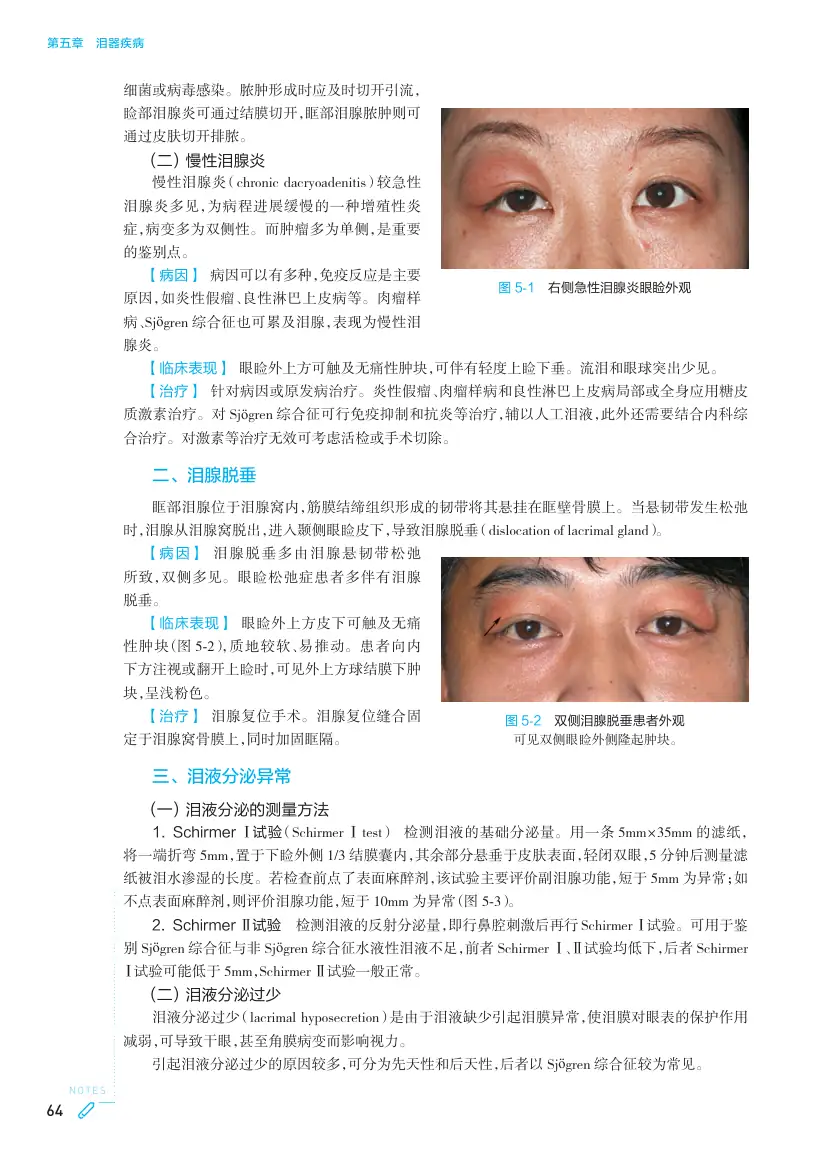 第五章 泪器疾病
细菌或病毒感染。脓肿形成时应及时切开引流，
睑部泪腺炎可通过结膜切开，眶部泪腺脓肿则可
通过皮肤切开排脓。
（二）慢性泪腺炎
慢性泪腺炎（chronic dacryoadenitis）较急性
泪腺炎多见，为病程进展缓慢的一种增殖性炎
症，病变多为双侧性。而肿瘤多为单侧，是重要
的鉴别点。
【病因】 病因可以有多种，免疫反应是主要
原因，如炎性假瘤、良性淋巴上皮病等。肉瘤样
病、Sjögren 综合征也可累及泪腺，表现为慢性泪
腺炎。
图 5-1 右侧急性泪腺炎眼睑外观
【临床表现】 眼睑外上方可触及无痛性肿块，可伴有轻度上睑下垂。流泪和眼球突出少见。
【治疗】 针对病因或原发病治疗。炎性假瘤、肉瘤样病和良性淋巴上皮病局部或全身应用糖皮
质激素治疗。对 Sjögren 综合征可行免疫抑制和抗炎等治疗，辅以人工泪液，此外还需要结合内科综
合治疗。对激素等治疗无效可考虑活检或手术切除。
二、泪腺脱垂
眶部泪腺位于泪腺窝内，筋膜结缔组织形成的韧带将其悬挂在眶壁骨膜上。当悬韧带发生松弛
时，泪腺从泪腺窝脱出，进入颞侧眼睑皮下，导致泪腺脱垂（dislocation of lacrimal gland）。
【病因】 泪腺脱垂多由泪腺悬韧带松弛
所致，双侧多见。眼睑松弛症患者多伴有泪腺
脱垂。
【临床表现】 眼睑外上方皮下可触及无痛
性肿块（图 5-2），质地较软、易推动。患者向内
下方注视或翻开上睑时，可见外上方球结膜下肿
块，呈浅粉色。
【治疗】 泪腺复位手术。泪腺复位缝合固
定于泪腺窝骨膜上，同时加固眶隔。
图 5-2 双侧泪腺脱垂患者外观
可见双侧眼睑外侧隆起肿块。
三、泪液分泌异常
（一）泪液分泌的测量方法
1. Schirmer Ⅰ试验（Schirmer Ⅰ test） 检测泪液的基础分泌量。用一条 5mm×35mm 的滤纸，
将一端折弯 5mm，置于下睑外侧 1/3 结膜囊内，其余部分悬垂于皮肤表面，轻闭双眼，5 分钟后测量滤
纸被泪水渗湿的长度。若检查前点了表面麻醉剂，该试验主要评价副泪腺功能，短于 5mm 为异常；如
不点表面麻醉剂，则评价泪腺功能，短于 10mm 为异常（图 5-3）。
2. Schirmer Ⅱ试验 检测泪液的反射分泌量，即行鼻腔刺激后再行 Schirmer Ⅰ试验。可用于鉴
别 Sjögren 综合征与非 Sjögren 综合征水液性泪液不足，前者 Schirmer Ⅰ、Ⅱ试验均低下，后者 Schirmer
Ⅰ试验可能低于 5mm，Schirmer Ⅱ试验一般正常。
（二）泪液分泌过少
泪液分泌过少（lacrimal hyposecretion）是由于泪液缺少引起泪膜异常，使泪膜对眼表的保护作用
减弱，可导致干眼，甚至角膜病变而影响视力。
引起泪液分泌过少的原因较多，可分为先天性和后天性，后者以 Sjögren 综合征较为常见。
NOTES
64